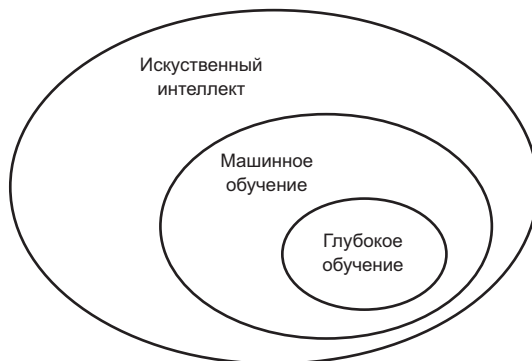 Искуственный
интеллект
Машинное
обучение
Глубокое
обучение